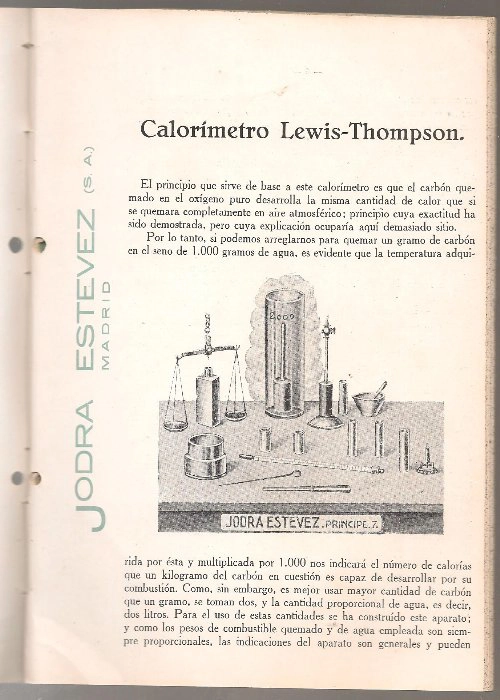 Calorímetro Lewis-Thompson.
El principio que sirve de base a este calorímetro es que el carbón que-
mado en el oxígeno puro desarrolla la misma cantidad de calor que si
se quemara completamente en aire atmosférico; principio cuya exactitud ha
sido demostrada, pero cuya explicación ocuparía aquí demasiado sitio.
Por lo tanto, si podemos arreglarnos para quemar un gramo de carbón
en el seno de 1.000 gramos de agua, es evidente que la temperatura adqui-
JODRA ESTEVEZ (S. A.)
MADRID
2000
JODRA ESTEVEZ. PRINCIPE, 7.
rida por ésta y multiplicada por 1.000 nos indicará el número de calorías
que un kilogramo del carbón en cuestión es capaz de desarrollar por su
combustión. Como, sin embargo, es mejor usar mayor cantidad de carbón
que un gramo, se toman dos, y la cantidad proporcional de agua, es decir,
dos litros. Para el uso de estas cantidades se ha construído este aparato;
y como los pesos de combustible quemado y de agua empleada son siem-
pre proporcionales, las indicaciones del aparato son generales y pueden